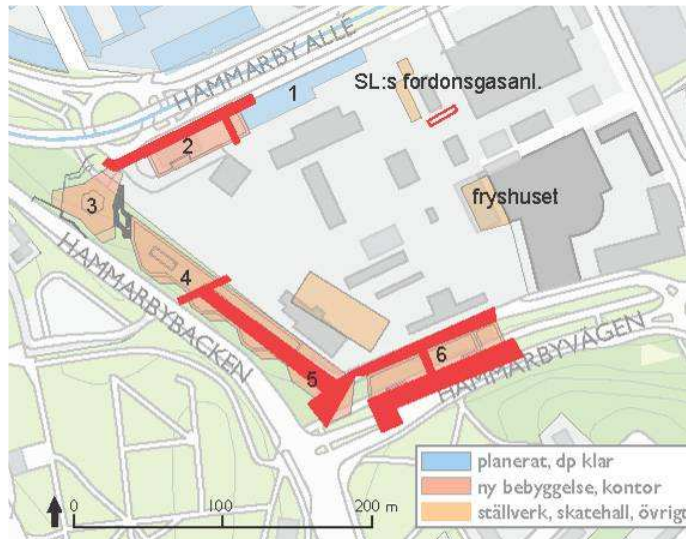 HAMMARBY ALLÉ
1
SL:s fordonsgasanl.
2
3
fryshuset
4
HAMMARBYBACKEN
5
6
HAMMARBYVÄGEN
planerat, dp klar
ny bebyggelse, kontor
ställverk, skatehall, övrigt
0 100 200 m